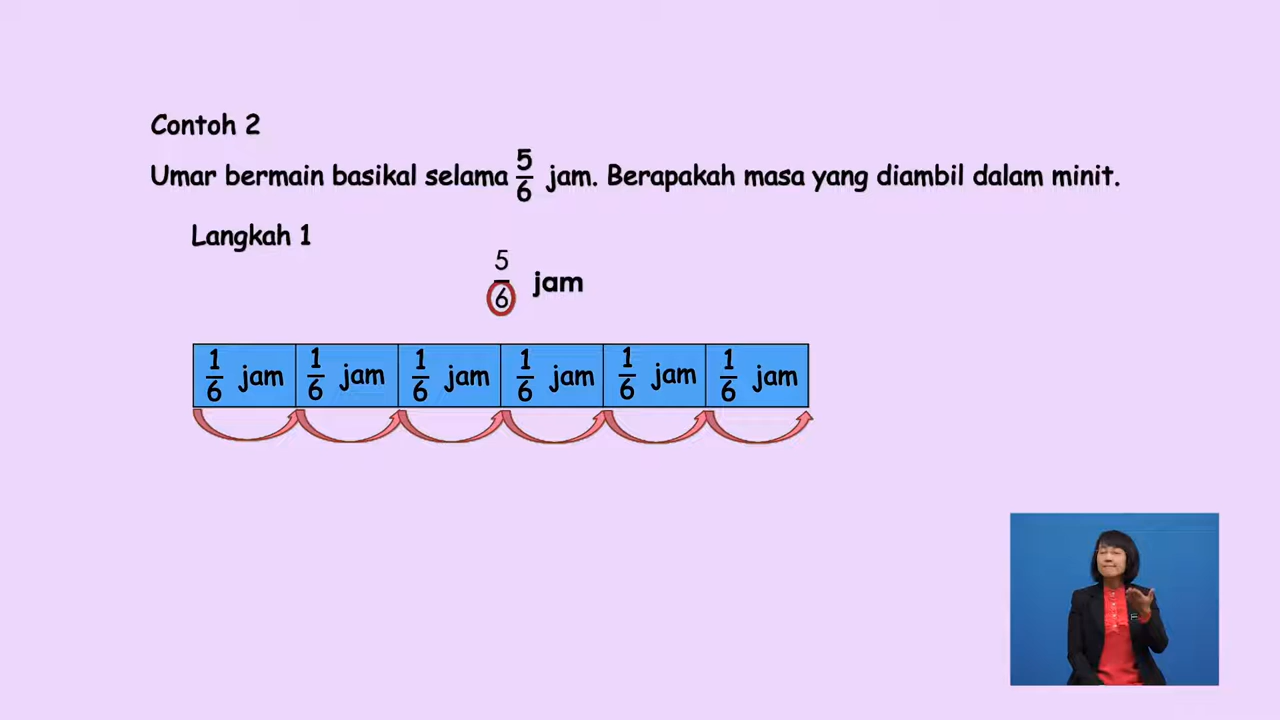 Contoh 2
Umar bermain basikal selama 5/6 jam. Berapakah masa yang diambil dalam minit.
Langkah 1
5/6 jam
1/6 jam 1/6 jam 1/6 jam 1/6 jam 1/6 jam 1/6 jam